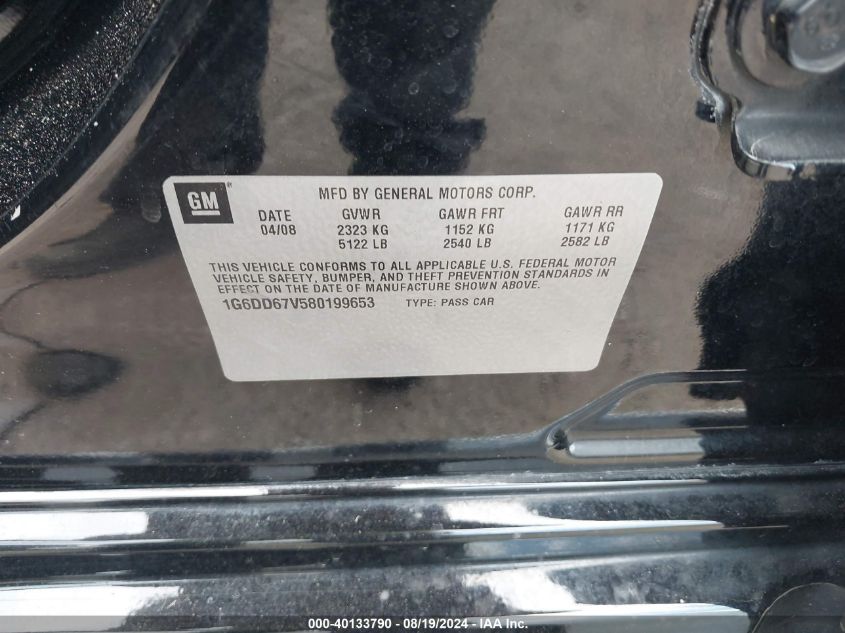 GM
MFD BY GENERAL MOTORS CORP.
DATE GVWR GAWR FRT GAWR RR
04/08 2323 KG 1152 KG 1171 KG
5122 LB 2540 LB 2582 LB
THIS VEHICLE CONFORMS TO ALL APPLICABLE U.S. FEDERAL MOTOR
VEHICLE SAFETY, BUMPER, AND THEFT PREVENTION STANDARDS IN
EFFECT ON THE DATE OF MANUFACTURE SHOWN ABOVE.
1G6DD67V580199653 TYPE: PASS CAR
000-40133790 - 08/19/2024 - IAA Inc.